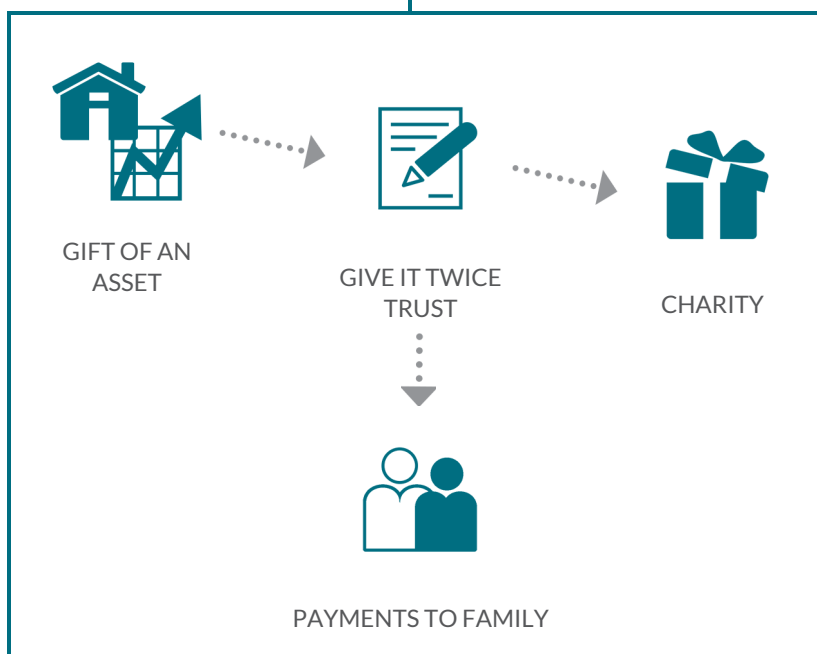 GIFT OF AN
ASSET
GIVE IT TWICE
TRUST
CHARITY
PAYMENTS TO FAMILY